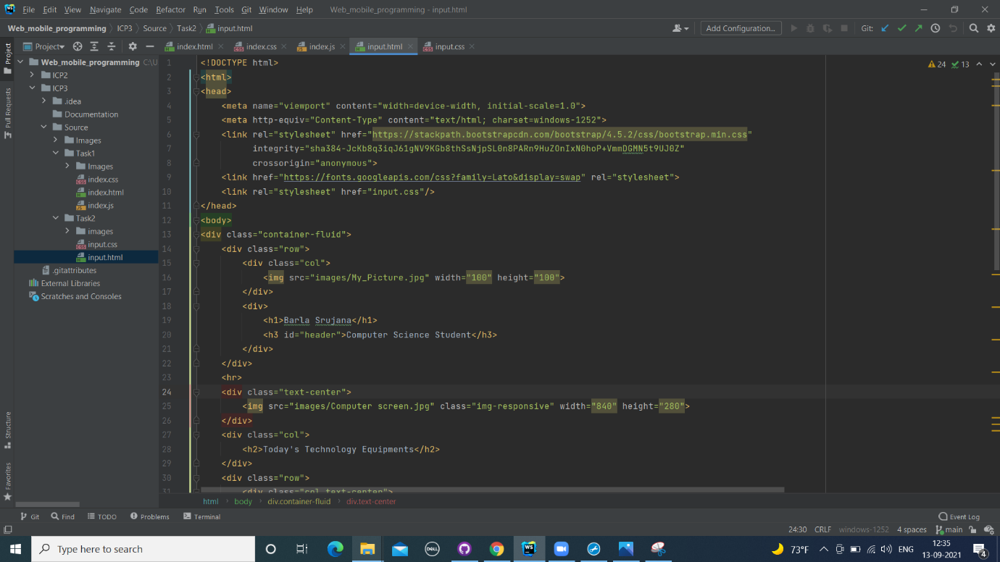 File Edit View Navigate Code Refactor Run Tools Git Window Help Web_mobile_programming - input.html
Web_mobile_programming ICP3 Source Task2 input.html Add Configuration... Git:
Project index.html index.css index.js input.html input.css
Project
Pull Requests
Structure
Favorites
Web_mobile_programming C:\U
ICP2
ICP3
.idea
Documentation
Source
Images
Task1
Images
index.css
index.html
index.js
Task2
images
input.css
input.html
.gitattributes
External Libraries
Scratches and Consoles
24 13
1 <!DOCTYPE html>
2 <html>
3 <head>
4 <meta name="viewport" content="width=device-width, initial-scale=1.0">
5 <meta http-equiv="Content-Type" content="text/html; charset=windows-1252">
6 <link rel="stylesheet" href="https://stackpath.bootstrapcdn.com/bootstrap/4.5.2/css/bootstrap.min.css"
7 integrity="sha384-JcKb8q3iqJ61gNV9KGb8thSsNjpSL0n8PARn9HuZOnIxN0hoP+VmmDGMN5t9UJ0Z"
8 crossorigin="anonymous">
9 <link href="https://fonts.googleapis.com/css?family=Lato&display=swap" rel="stylesheet">
10 <link rel="stylesheet" href="input.css"/>
11 </head>
12 <body>
13 <div class="container-fluid">
14 <div class="row">
15 <div class="col">
16 <img src="images/My_Picture.jpg" width="100" height="100">
17 </div>
18 <div>
19 <h1>Barla Srujana</h1>
20 <h3 id="header">Computer Science Student</h3>
21 </div>
22 </div>
23 <hr>
24 <div class="text-center">
25 <img src="images/Computer screen.jpg" class="img-responsive" width="840" height="280">
26 </div>
27 <div class="col">
28 <h2>Today's Technology Equipments</h2>
29 </div>
30 <div class="row">
31 <div class="col text-center">
html body div.container-fluid div.text-center
Git Find TODO Problems Terminal Event Log
24:30 CRLF windows-1252 4 spaces main
Type here to search DELL WS 73°F ENG 12:35
13-09-2021 4